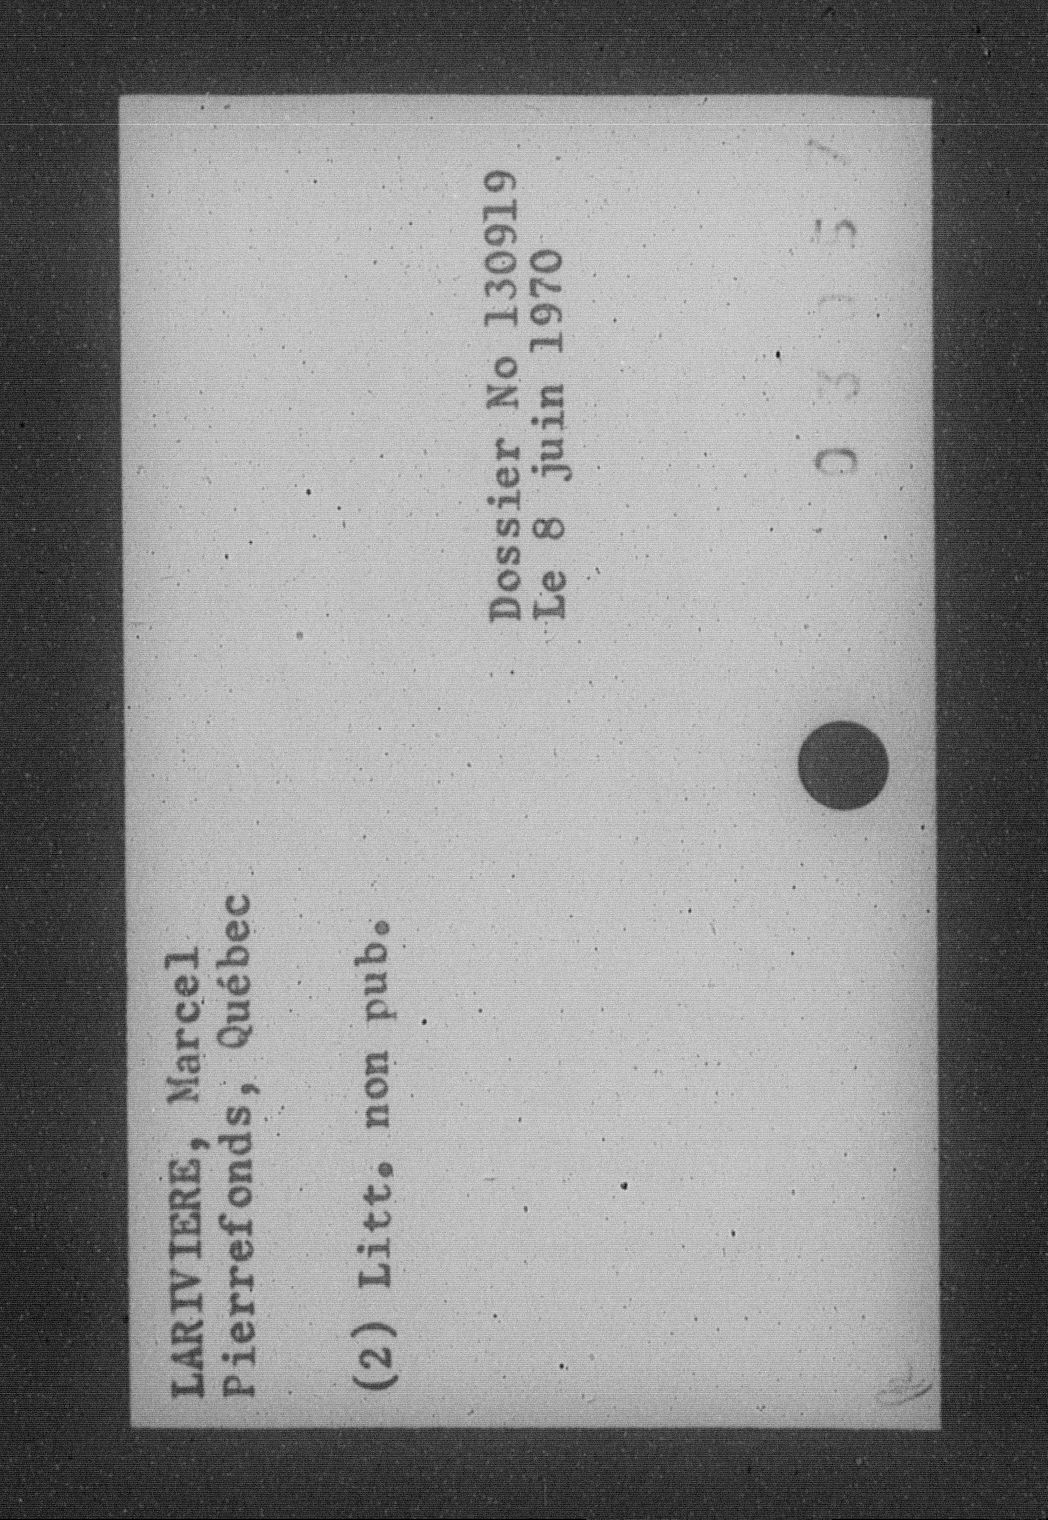 LARIVIERE, Marcel
Pierrefonds, Québec
(2) Litt. non pub.
Dossier No 130919
Le 8 juin 1970